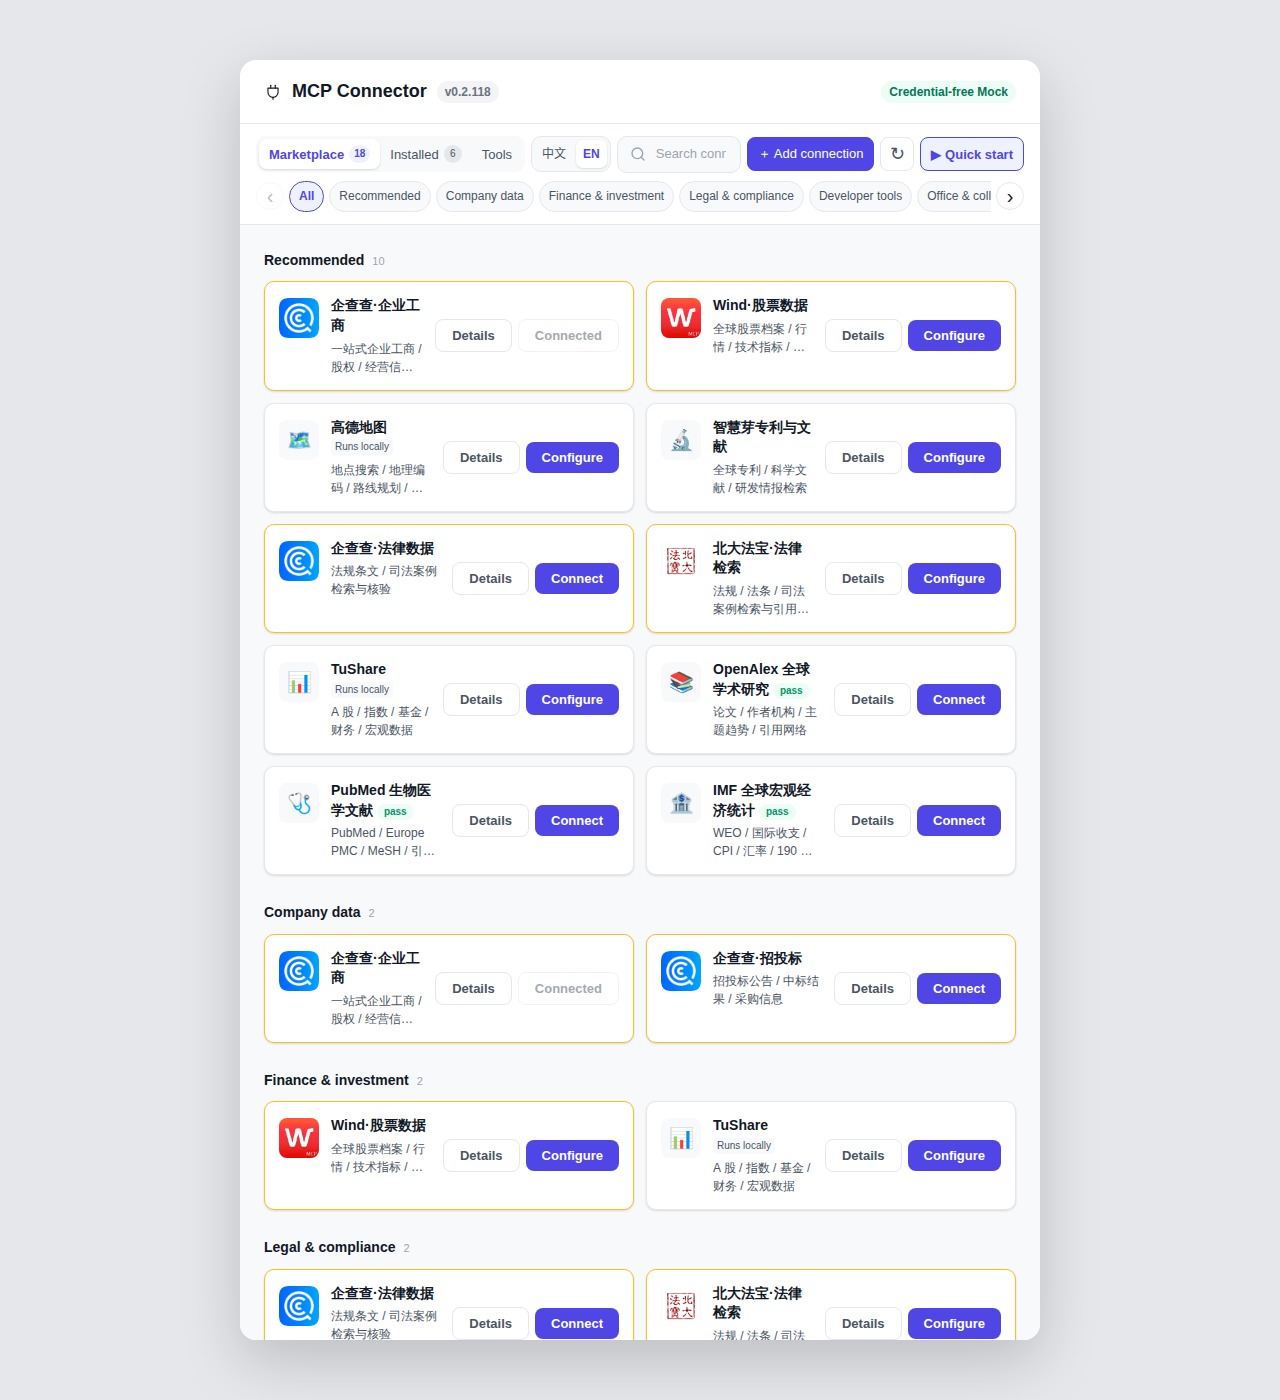 MCP Connector v0.2.118 Credential-free Mock
Marketplace 18 Installed 6 Tools 中文 EN Search conr + Add connection ↻ ▶ Quick start
‹ All Recommended Company data Finance & investment Legal & compliance Developer tools Office & coll ›
Recommended 10
企查查·企业工
商
一站式企业工商 /
股权 / 经营信…
Details Connected
Wind·股票数据
全球股票档案 / 行
情 / 技术指标 / …
Details Configure
高德地图
Runs locally
地点搜索 / 地理编
码 / 路线规划 / …
Details Configure
智慧芽专利与文
献
全球专利 / 科学文
献 / 研发情报检索
Details Configure
企查查·法律数据
法规条文 / 司法案例
检索与核验
Details Connect
法北
寶大
北大法宝·法律
检索
法规 / 法条 / 司法
案例检索与引用…
Details Configure
TuShare
Runs locally
A 股 / 指数 / 基金 /
财务 / 宏观数据
Details Configure
OpenAlex 全球
学术研究 pass
论文 / 作者机构 / 主
题趋势 / 引用网络
Details Connect
PubMed 生物医
学文献 pass
PubMed / Europe
PMC / MeSH / 引…
Details Connect
IMF 全球宏观经
济统计 pass
WEO / 国际收支 /
CPI / 汇率 / 190 …
Details Connect
Company data 2
企查查·企业工
商
一站式企业工商 /
股权 / 经营信…
Details Connected
企查查·招投标
招投标公告 / 中标结
果 / 采购信息
Details Connect
Finance & investment 2
Wind·股票数据
全球股票档案 / 行
情 / 技术指标 / …
Details Configure
TuShare
Runs locally
A 股 / 指数 / 基金 /
财务 / 宏观数据
Details Configure
Legal & compliance 2
企查查·法律数据
法规条文 / 司法案例
检索与核验
Details Connect
法北
寶大
北大法宝·法律
检索
法规 / 法条 / 司法
Details Configure